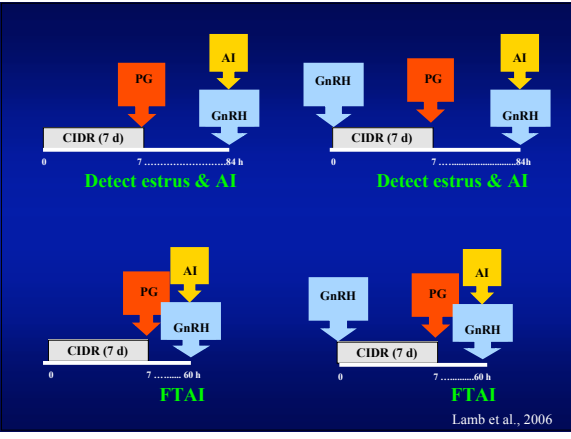 AI
PG
GnRH
CIDR (7 d)
0 7 ...........................84 h
Detect estrus & AI
AI
GnRH
PG
GnRH
CIDR (7 d)
0 7 ...............................84h
Detect estrus & AI
AI
PG
GnRH
CIDR (7 d)
0 7 .......... 60 h
FTAI
AI
GnRH
PG
GnRH
CIDR (7 d)
0 7 .............60 h
FTAI
Lamb et al., 2006